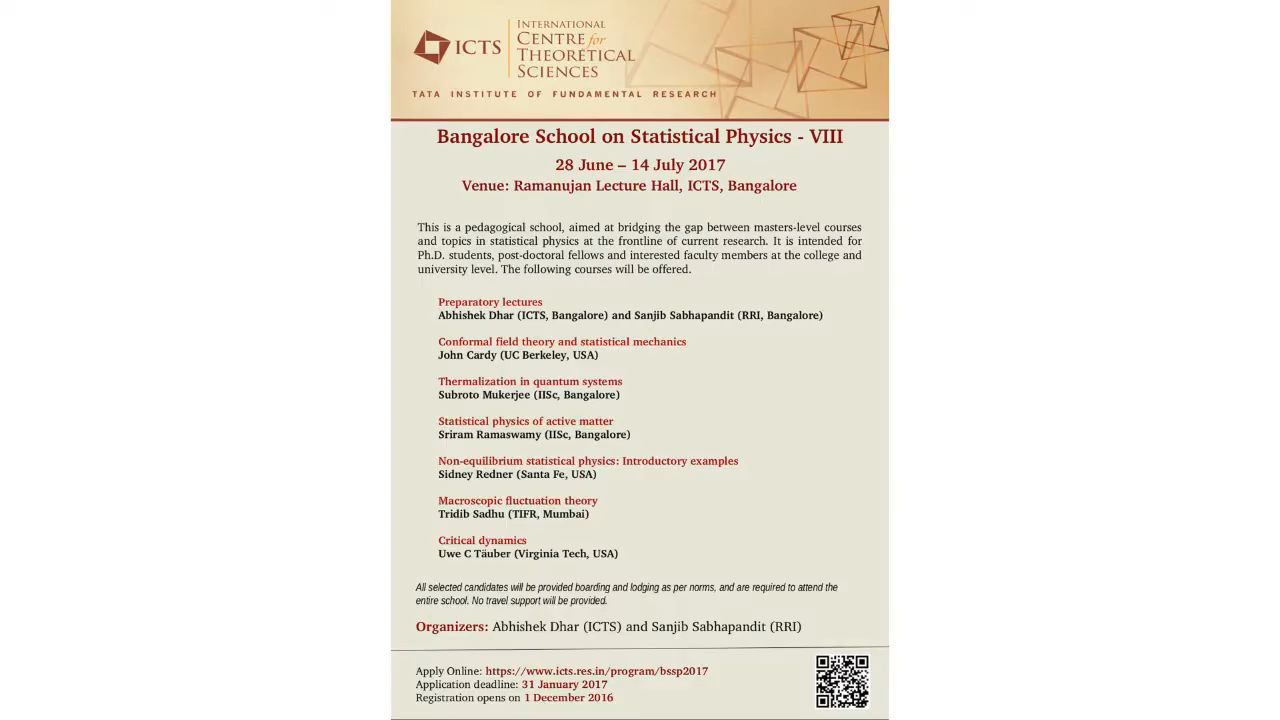 ICTS
INTERNATIONAL
CENTRE for
THEORETICAL
SCIENCES
TATA INSTITUTE OF FUNDAMENTAL RESEARCH
Bangalore School on Statistical Physics - VIII
28 June – 14 July 2017
Venue: Ramanujan Lecture Hall, ICTS, Bangalore
This is a pedagogical school, aimed at bridging the gap between masters-level courses
and topics in statistical physics at the frontline of current research. It is intended for
Ph.D. students, post-doctoral fellows and interested faculty members at the college and
university level. The following courses will be offered.
Preparatory lectures
Abhishek Dhar (ICTS, Bangalore) and Sanjib Sabhapandit (RRI, Bangalore)
Conformal field theory and statistical mechanics
John Cardy (UC Berkeley, USA)
Thermalization in quantum systems
Subroto Mukerjee (IISc, Bangalore)
Statistical physics of active matter
Sriram Ramaswamy (IISc, Bangalore)
Non-equilibrium statistical physics: Introductory examples
Sidney Redner (Santa Fe, USA)
Macroscopic fluctuation theory
Tridib Sadhu (TIFR, Mumbai)
Critical dynamics
Uwe C Täuber (Virginia Tech, USA)
All selected candidates will be provided boarding and lodging as per norms, and are required to attend the
entire school. No travel support will be provided.
Organizers: Abhishek Dhar (ICTS) and Sanjib Sabhapandit (RRI)
Apply Online: https://www.icts.res.in/program/bssp2017
Application deadline: 31 January 2017
Registration opens on 1 December 2016